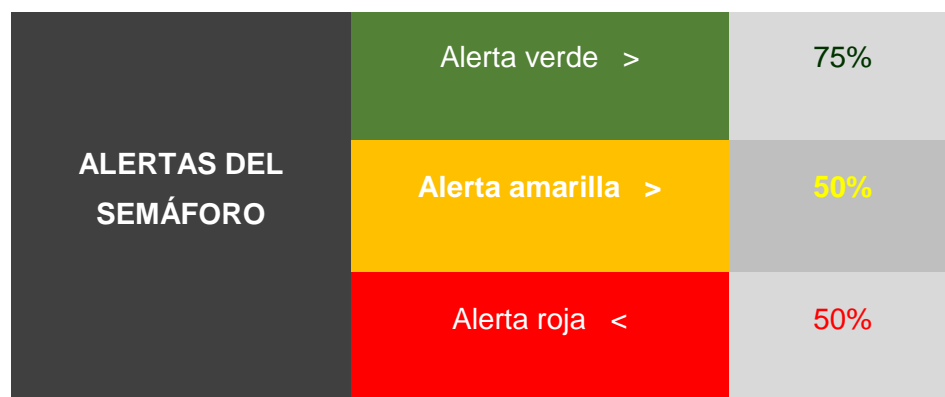 ALERTAS DEL
SEMÁFORO
Alerta verde > 75%
Alerta amarilla > 50%
Alerta roja < 50%